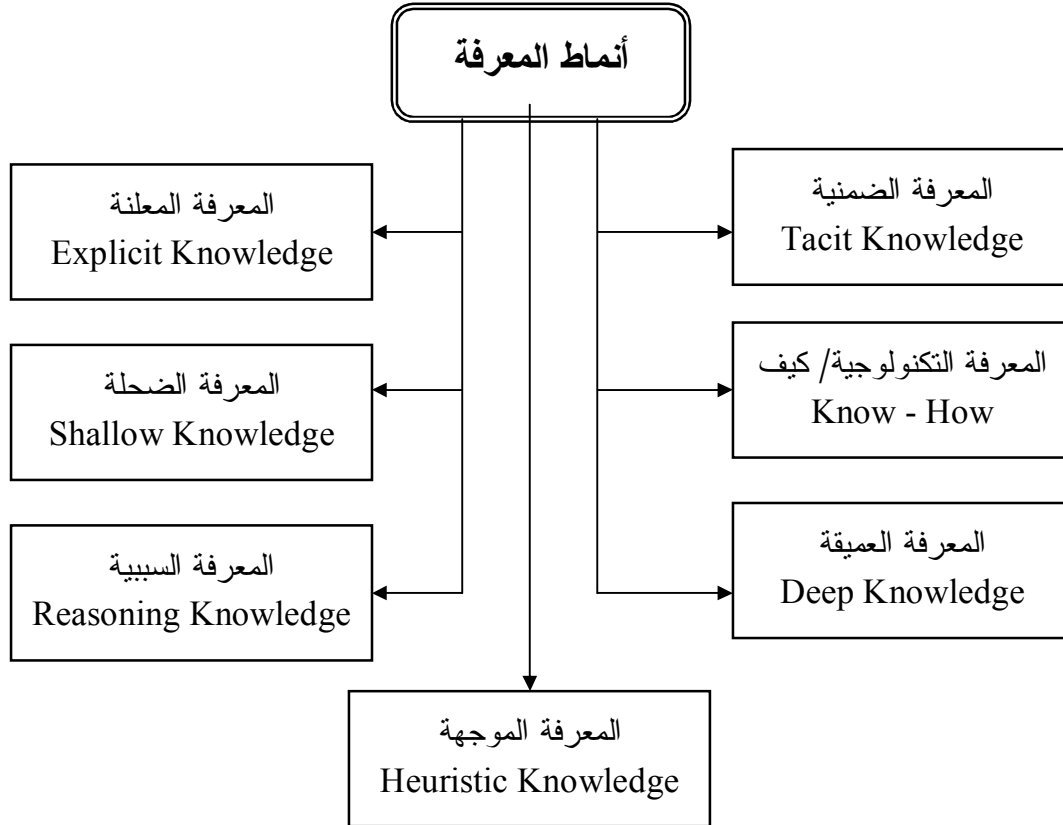 أنماط المعرفة
المعرفة الضمنية
Tacit Knowledge
المعرفة المعلنة
Explicit Knowledge
المعرفة التكنولوجية/ كيف
Know - How
المعرفة الضحلة
Shallow Knowledge
المعرفة العميقة
Deep Knowledge
المعرفة السببية
Reasoning Knowledge
المعرفة الموجهة
Heuristic Knowledge